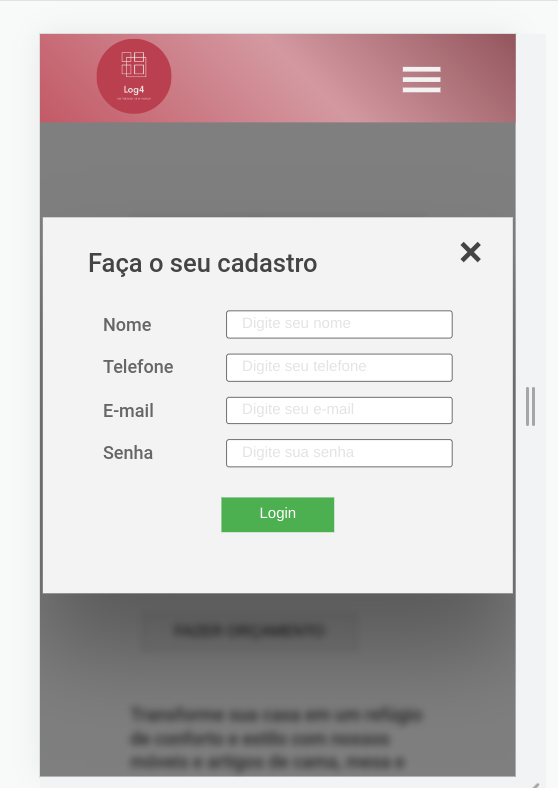 Log4
Faça o seu cadastro
Nome
Digite seu nome
Telefone
Digite seu telefone
E-mail
Digite seu e-mail
Senha
Digite sua senha
Login
FAZER ORÇAMENTO
Transforme sua casa em um refúgio
de conforto e estilo com nossos
móveis e artigos de cama, mesa e